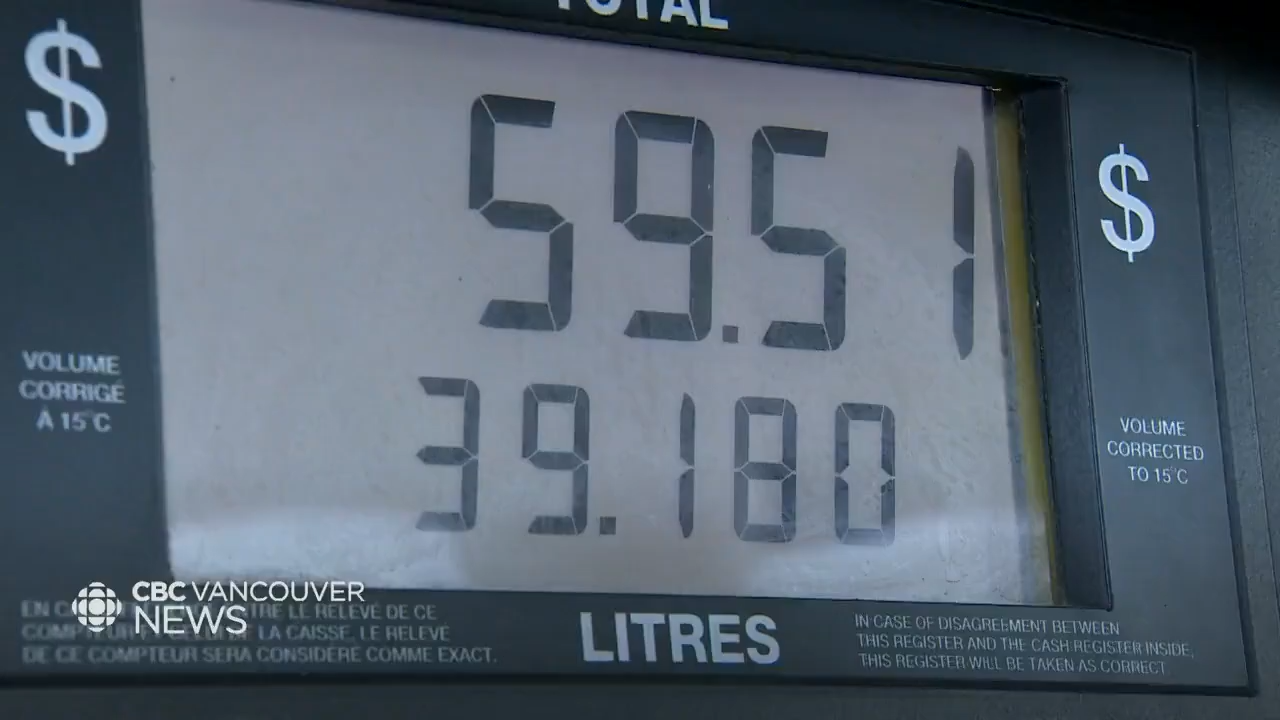 TOTAL
$
59.51
$
VOLUME
CORRIGÉ
À 15°C
39.180
VOLUME
CORRECTED
TO 15°C
CBC VANCOUVER
NEWS
LE RELEVÉ DE CE
LA CAISSE, LE RELEVÉ
DE CE COMPTEUR SERA CONSIDÉRÉ COMME EXACT.
LITRES
IN CASE OF DISAGREEMENT BETWEEN
THIS REGISTER AND THE CASH REGISTER INSIDE,
THIS REGISTER WILL BE TAKEN AS CORRECT